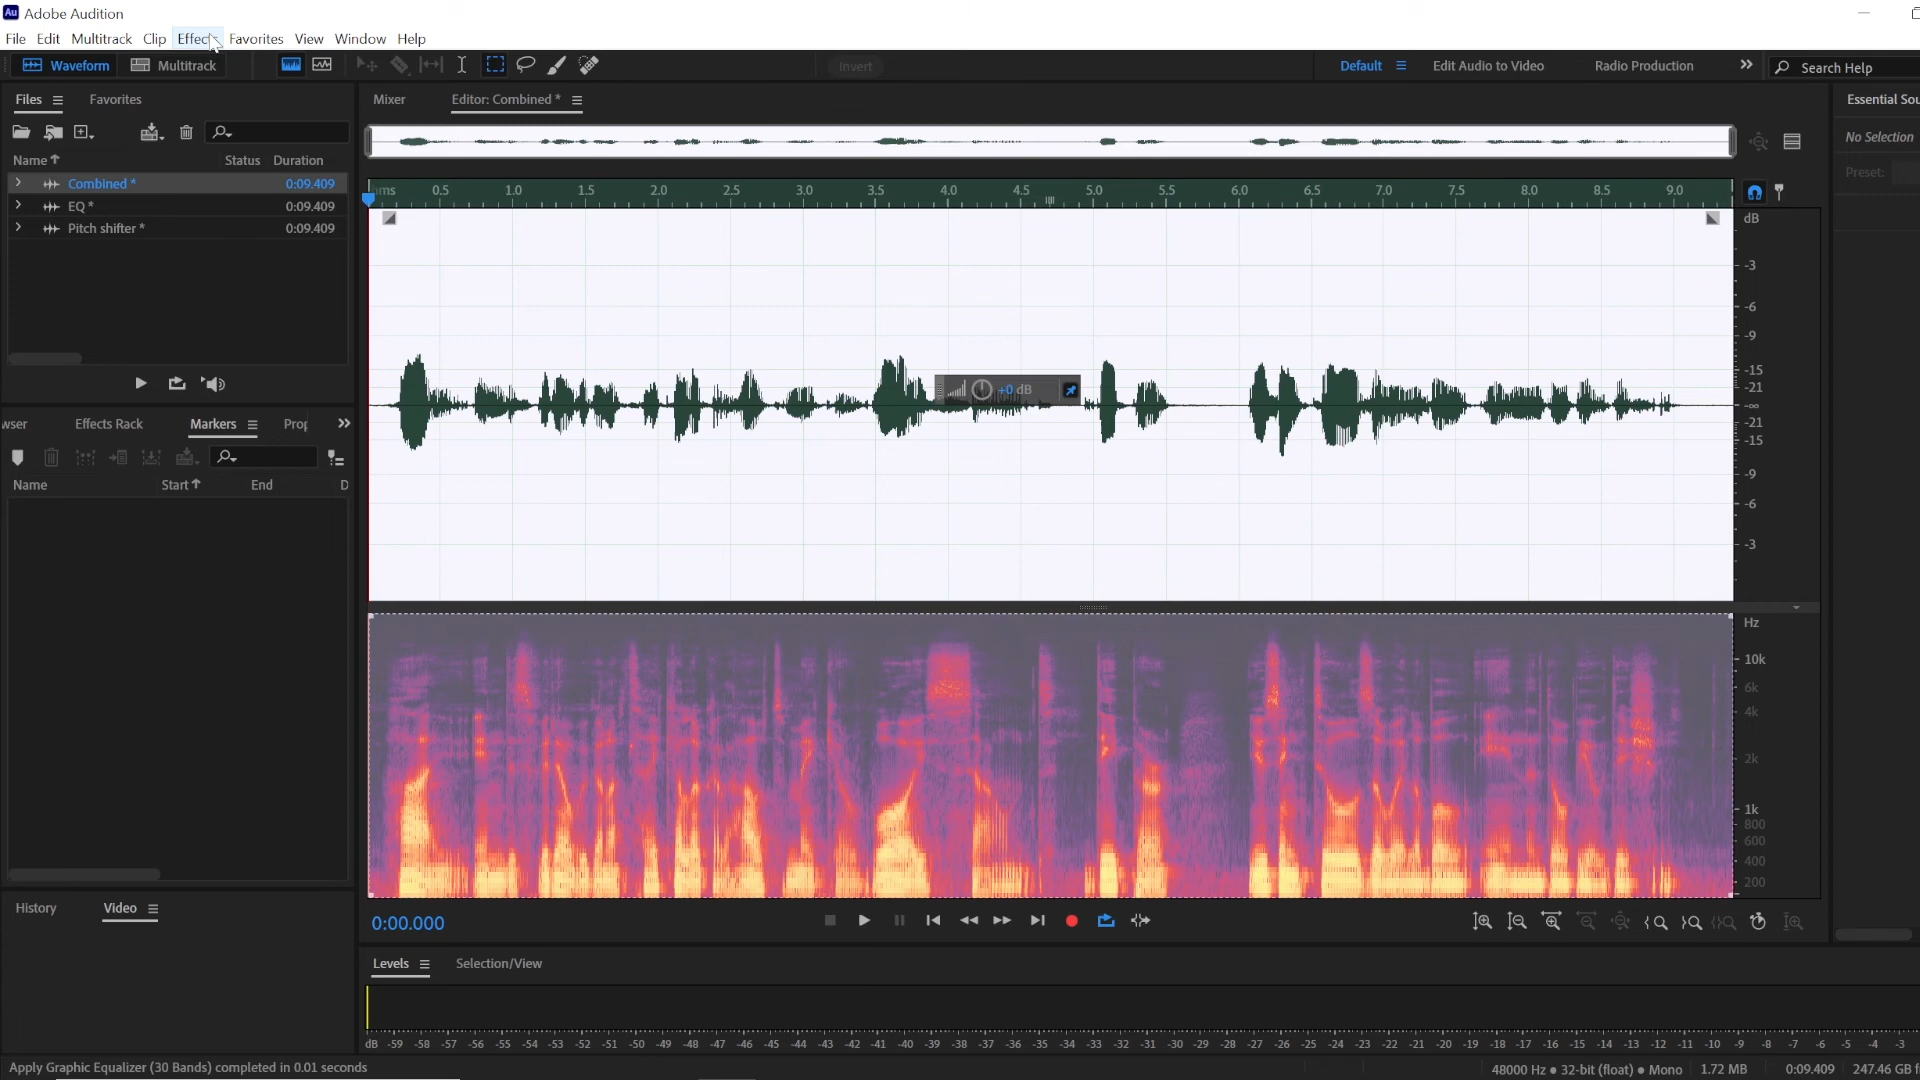 Au Adobe Audition
File Edit Multitrack Clip Effects Favorites View Window Help
Waveform Multitrack Invert Default Edit Audio to Video Radio Production Search Help
Files Favorites Mixer Editor: Combined * Essential Sou
No Selection
Name Status Duration
Preset:
Combined * 0:09.409
hms 0.5 1.0 1.5 2.0 2.5 3.0 3.5 4.0 4.5 5.0 5.5 6.0 6.5 7.0 7.5 8.0 8.5 9.0
EQ * 0:09.409
Pitch shifter * 0:09.409
dB
-3
-6
-9
-15
-21
-∞
-21
-15
-9
-6
-3
+0 dB
wser Effects Rack Markers Prop
Name Start End D
Hz
10k
6k
4k
2k
1k
800
600
400
200
History Video
0:00.000
Levels Selection/View
dB -59 -58 -57 -56 -55 -54 -53 -52 -51 -50 -49 -48 -47 -46 -45 -44 -43 -42 -41 -40 -39 -38 -37 -36 -35 -34 -33 -32 -31 -30 -29 -28 -27 -26 -25 -24 -23 -22 -21 -20 -19 -18 -17 -16 -15 -14 -13 -12 -11 -10 -9 -8 -7 -6 -5 -4 -3
Apply Graphic Equalizer (30 Bands) completed in 0.01 seconds 48000 Hz ● 32-bit (float) ● Mono 1.72 MB 0:09.409 247.46 GB f